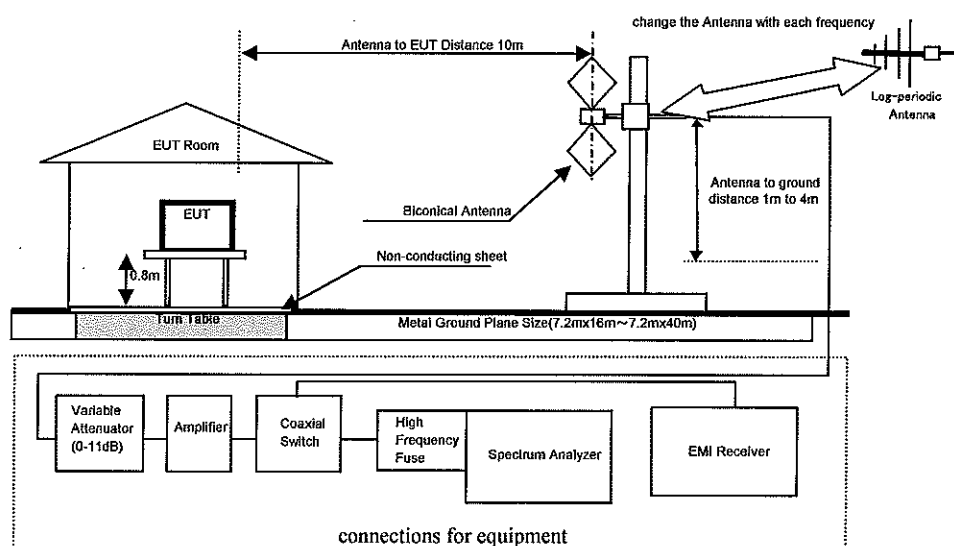 change the Antenna with each frequency
Antenna to EUT Distance 10m
Log-periodic
Antenna
EUT Room
EUT
Antenna to ground
distance 1m to 4m
Biconical Antenna
Non-conducting sheet
0.8m
Turn Table
Metal Ground Plane Size(7.2mx16m～7.2mx40m)
Variable
Attenuator
(0-11dB)
Amplifier
Coaxial
Switch
High
Frequency
Fuse
Spectrum Analyzer
EMI Receiver
connections for equipment